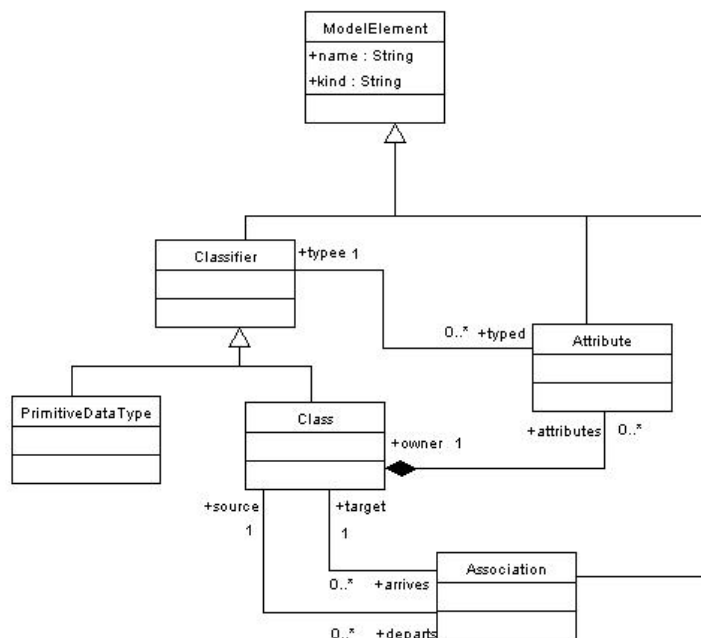 ModelElement
+name : String
+kind : String
Classifier
+typee 1
0..* +typed
Attribute
PrimitiveDataType
Class
+owner 1
+attributes 0..*
+source
1
+target
1
Association
0..* +arrives
0..* +departs